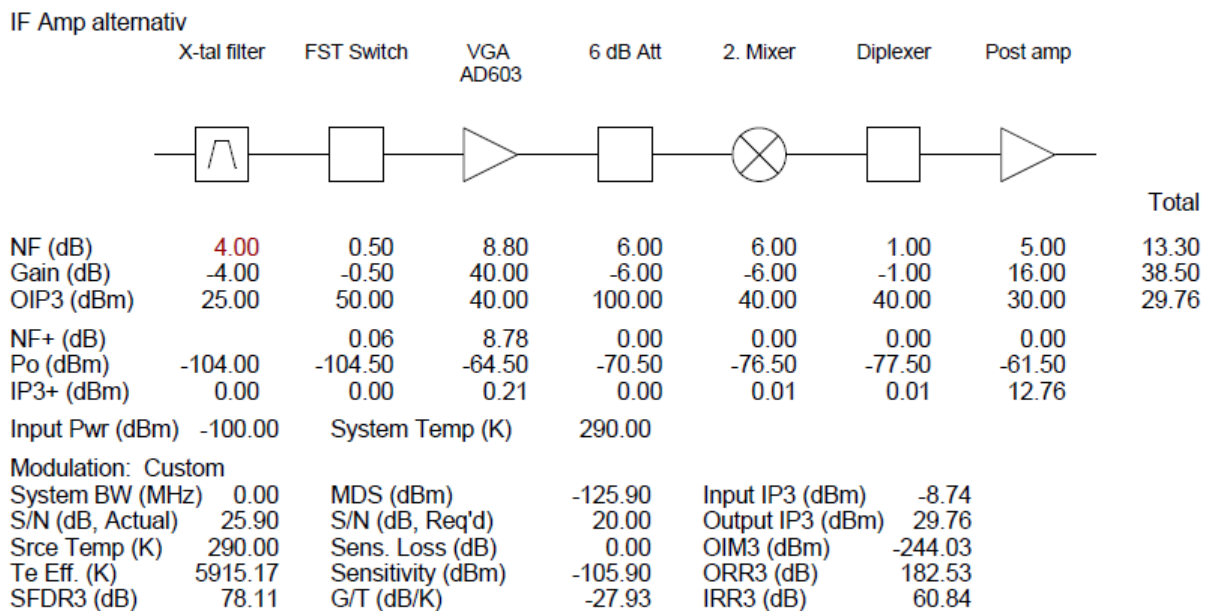 IF Amp alternativ
X-tal filter FST Switch VGA 6 dB Att 2. Mixer Diplexer Post amp
AD603
Total
NF (dB) 4.00 0.50 8.80 6.00 6.00 1.00 5.00 13.30
Gain (dB) -4.00 -0.50 40.00 -6.00 -6.00 -1.00 16.00 38.50
OIP3 (dBm) 25.00 50.00 40.00 100.00 40.00 40.00 30.00 29.76
NF+ (dB) 0.06 8.78 0.00 0.00 0.00 0.00
Po (dBm) -104.00 -104.50 -64.50 -70.50 -76.50 -77.50 -61.50
IP3+ (dBm) 0.00 0.00 0.21 0.00 0.01 0.01 12.76
Input Pwr (dBm) -100.00 System Temp (K) 290.00
Modulation: Custom
System BW (MHz) 0.00 MDS (dBm) -125.90 Input IP3 (dBm) -8.74
S/N (dB, Actual) 25.90 S/N (dB, Req'd) 20.00 Output IP3 (dBm) 29.76
Srce Temp (K) 290.00 Sens. Loss (dB) 0.00 OIM3 (dBm) -244.03
Te Eff. (K) 5915.17 Sensitivity (dBm) -105.90 ORR3 (dB) 182.53
SFDR3 (dB) 78.11 G/T (dB/K) -27.93 IRR3 (dB) 60.84